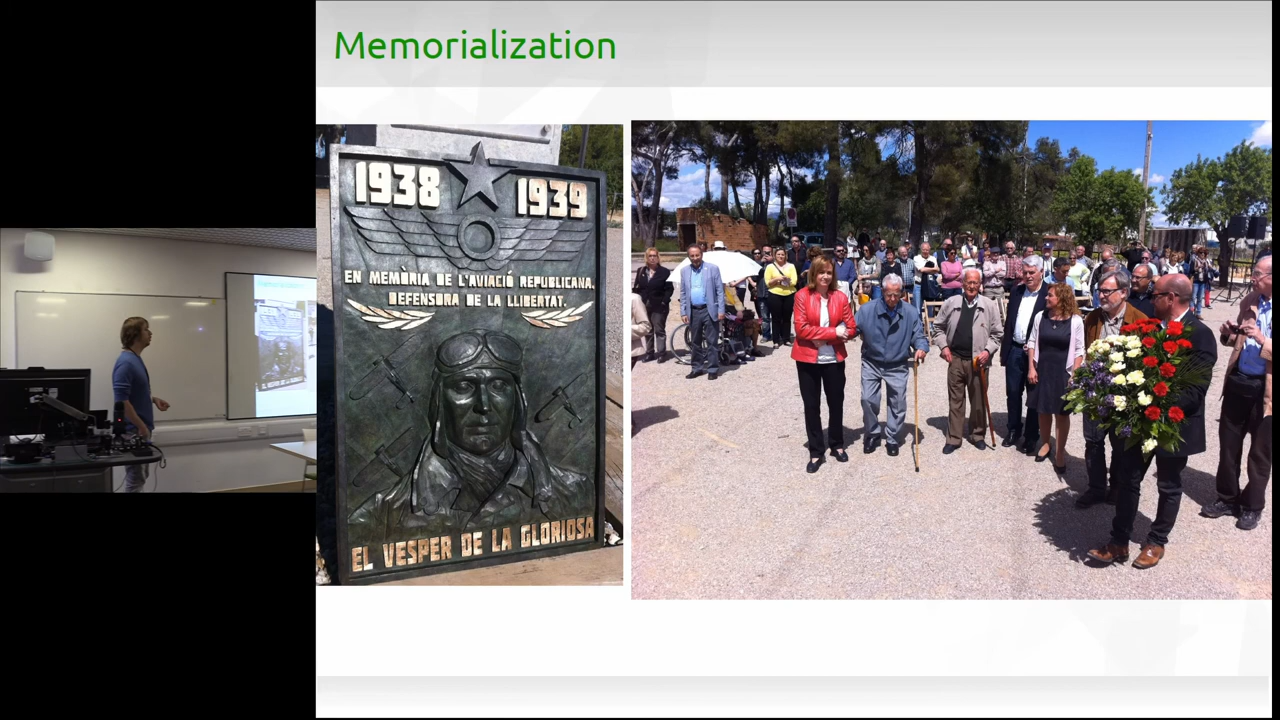 Memorialization
1938
1939
EN MEMÒRIA DE L'AVIACIÓ REPUBLICANA,
DEFENSORA DE LA LLIBERTAT.
EL VESPER DE LA GLORIOSA